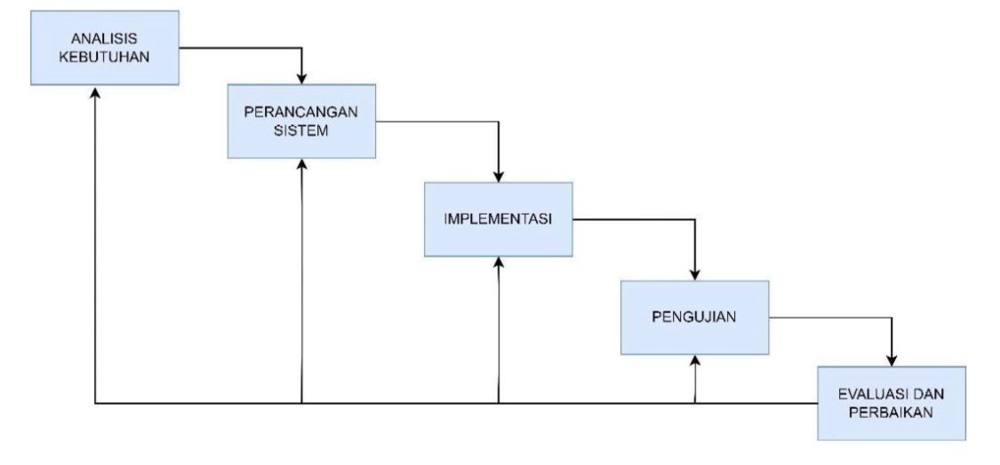 ANALISIS
KEBUTUHAN
PERANCANGAN
SISTEM
IMPLEMENTASI
PENGUJIAN
EVALUASI DAN
PERBAIKAN